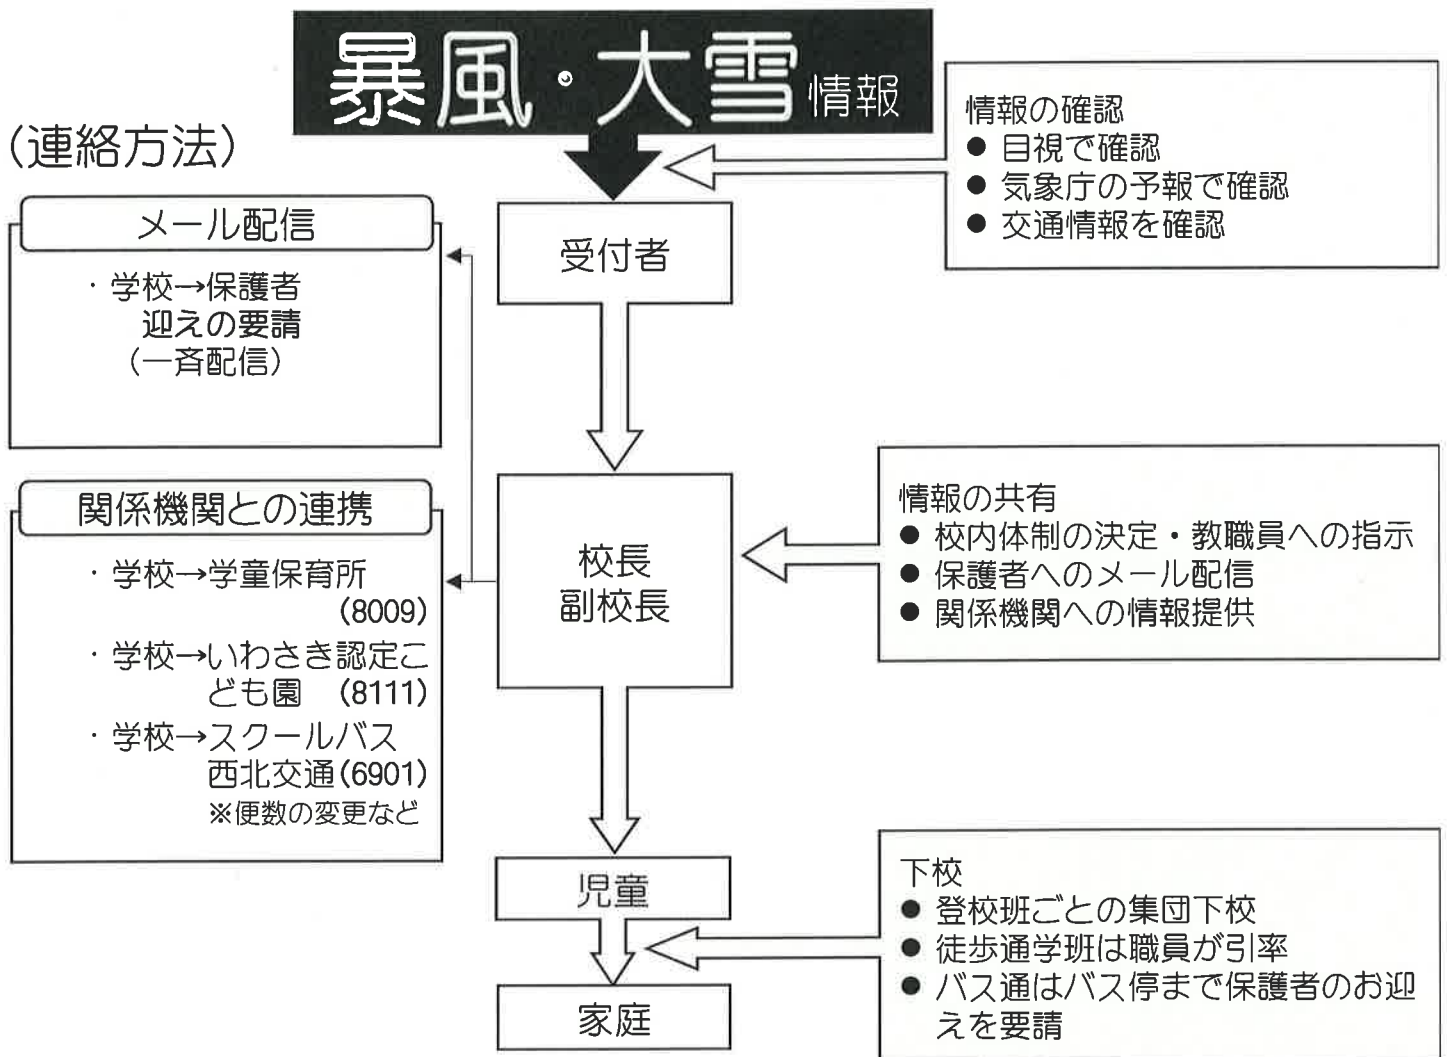 暴風・大雪情報
(連絡方法)
情報の確認
● 目視で確認
● 気象庁の予報で確認
● 交通情報を確認
受付者
メール配信
・学校→保護者
迎えの要請
(一斉配信)
関係機関との連携
・学校→学童保育所
(8009)
・学校→いわさき認定こ
ども園 (8111)
・学校→スクールバス
西北交通(6901)
※便数の変更など
校長
副校長
情報の共有
● 校内体制の決定・教職員への指示
● 保護者へのメール配信
● 関係機関への情報提供
児童
下校
● 登校班ごとの集団下校
● 徒歩通学班は職員が引率
● バス通はバス停まで保護者のお迎
えを要請
家庭